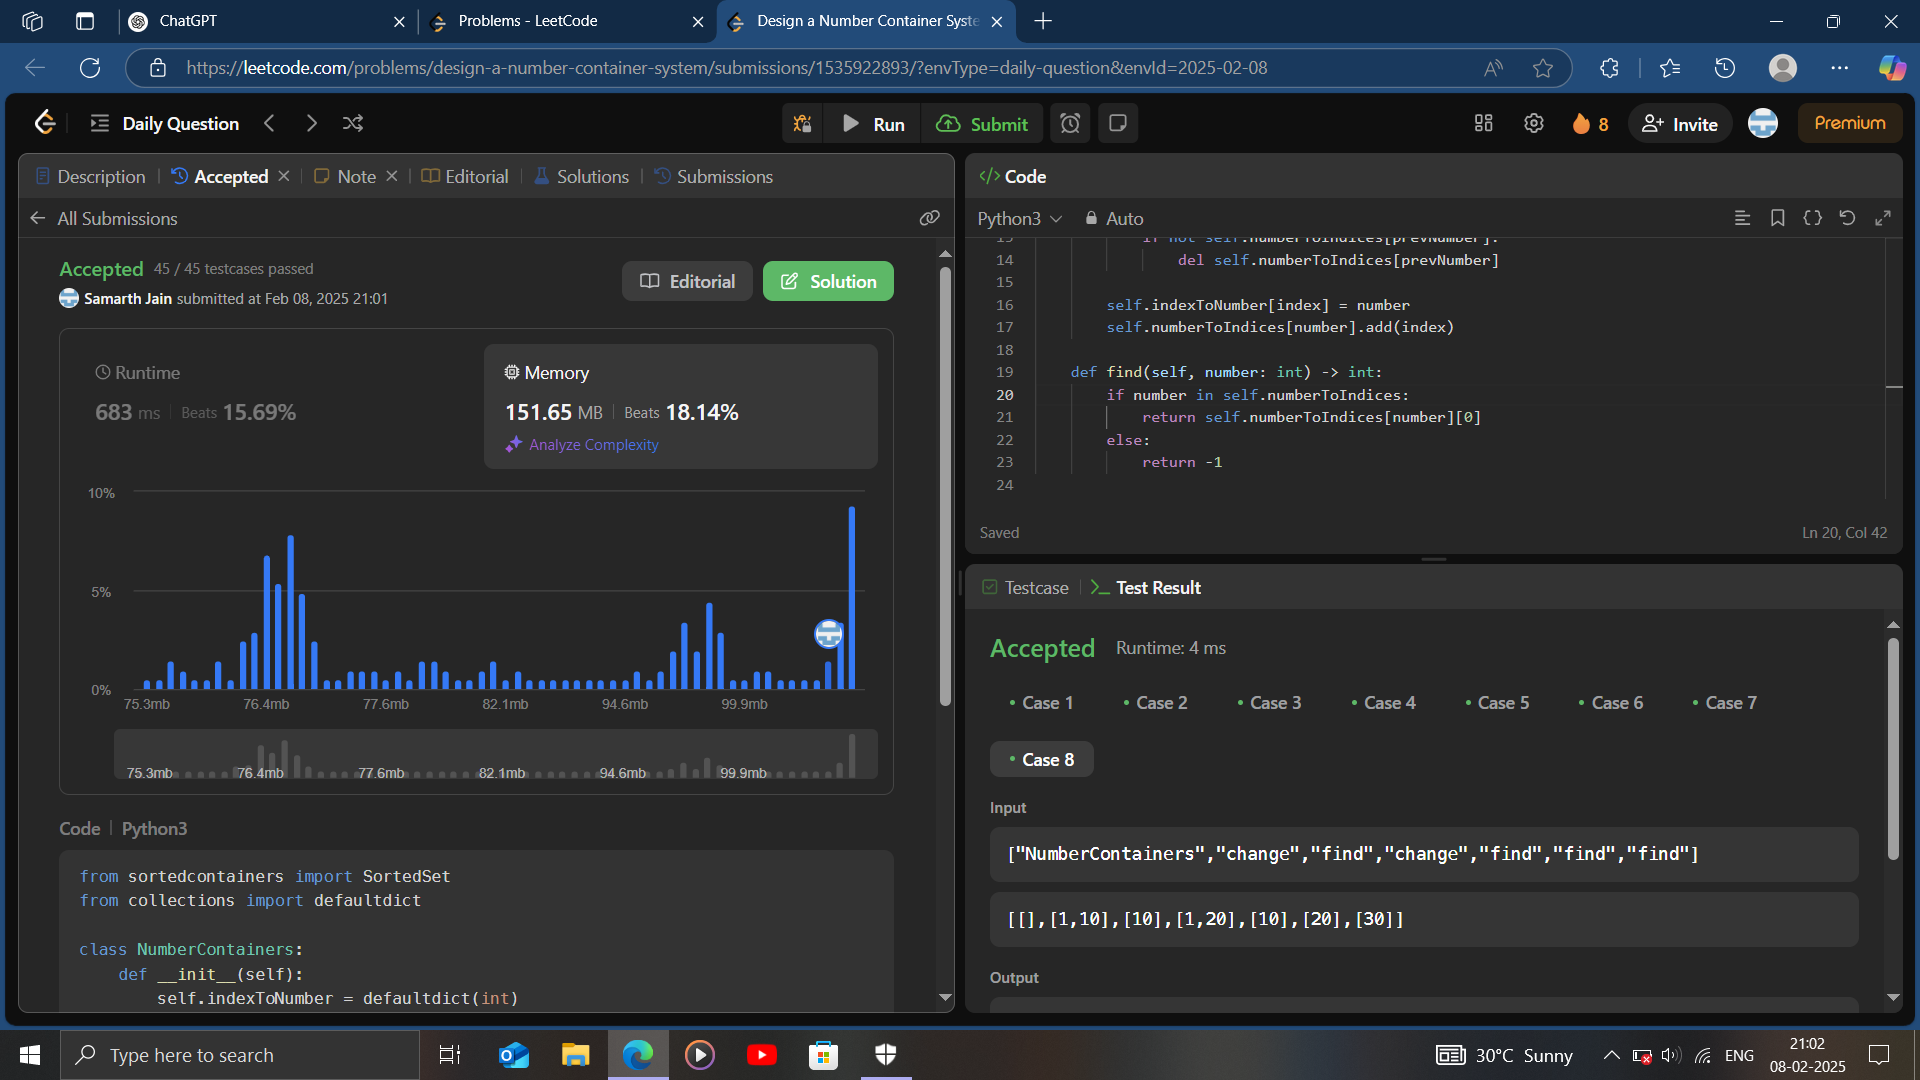 ChatGPT
Problems - LeetCode
Design a Number Container Syste
https://leetcode.com/problems/design-a-number-container-system/submissions/1535922893/?envType=daily-question&envId=2025-02-08
Daily Question
Run
Submit
8
Invite
Premium
Description
Accepted
Note
Editorial
Solutions
Submissions
All Submissions
Accepted 45 / 45 testcases passed
Samarth Jain submitted at Feb 08, 2025 21:01
Editorial
Solution
Runtime
683 ms Beats 15.69%
Memory
151.65 MB Beats 18.14%
Analyze Complexity
10%
5%
0%
75.3mb 76.4mb 77.6mb 82.1mb 94.6mb 99.9mb
75.3mb 76.4mb 77.6mb 82.1mb 94.6mb 99.9mb
Code | Python3
from sortedcontainers import SortedSet
from collections import defaultdict
class NumberContainers:
def __init__(self):
self.indexToNumber = defaultdict(int)
</> Code
Python3
Auto
13 if not self.numberToIndices[prevNumber]:
14 del self.numberToIndices[prevNumber]
15
16 self.indexToNumber[index] = number
17 self.numberToIndices[number].add(index)
18
19 def find(self, number: int) -> int:
20 if number in self.numberToIndices:
21 return self.numberToIndices[number][0]
22 else:
23 return -1
24
Saved
Ln 20, Col 42
Testcase
>_ Test Result
Accepted Runtime: 4 ms
• Case 1 • Case 2 • Case 3 • Case 4 • Case 5 • Case 6 • Case 7
• Case 8
Input
["NumberContainers","change","find","change","find","find","find"]
[[],[1,10],[10],[1,20],[10],[20],[30]]
Output
Type here to search
30°C Sunny
ENG
21:02
08-02-2025